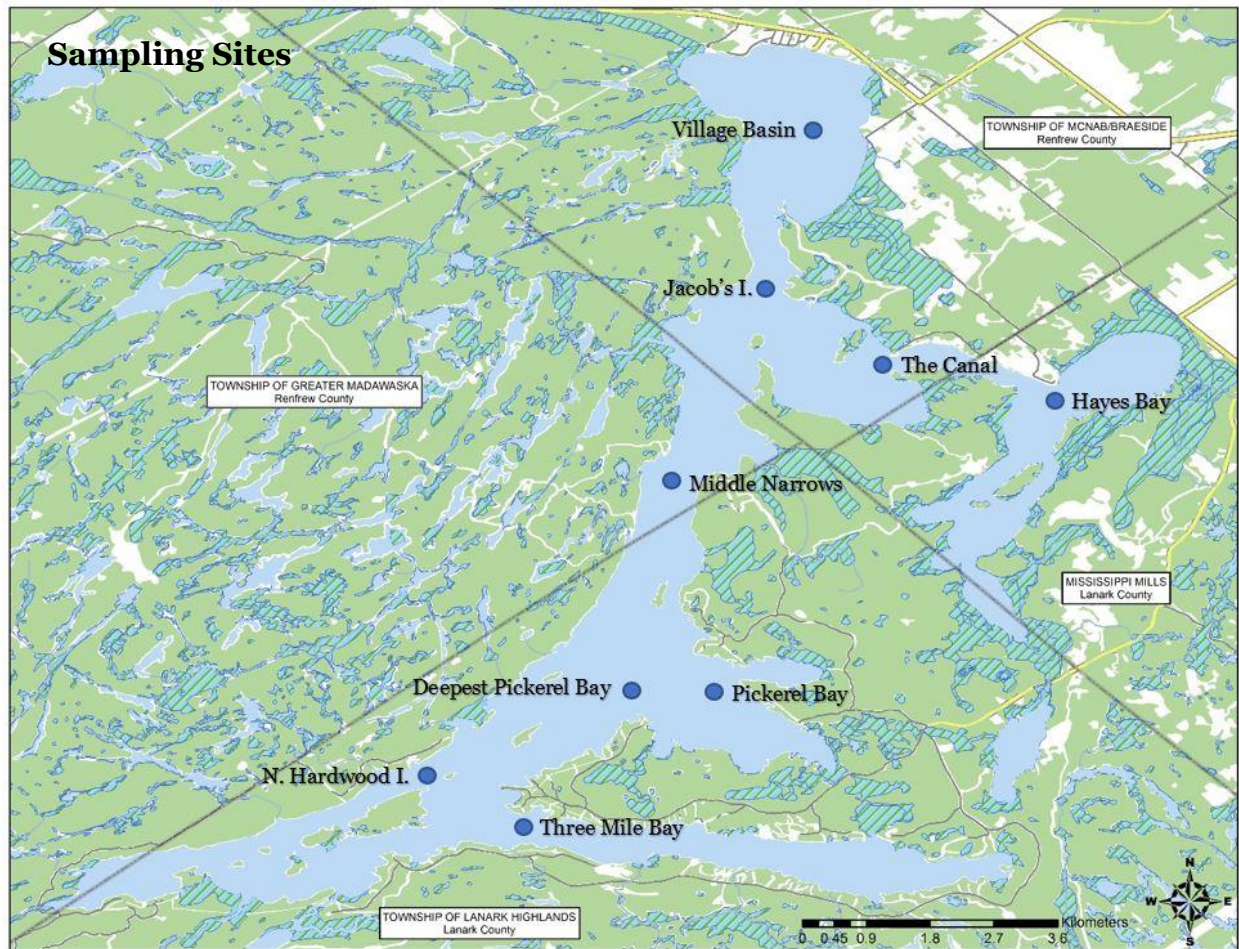 Sampling Sites
Village Basin
TOWNSHIP OF MCNAB/BRAESIDE
Renfrew County
Jacob's I.
The Canal
TOWNSHIP OF GREATER MADAWASKA
Renfrew County
Hayes Bay
Middle Narrows
MISSISSIPPI MILLS
Lanark County
Deepest Pickerel Bay
Pickerel Bay
N. Hardwood I.
Three Mile Bay
TOWNSHIP OF LANARK HIGHLANDS
Lanark County
N
W E
S
Kilometers
0 0.45 0.9 1.8 2.7 3.6